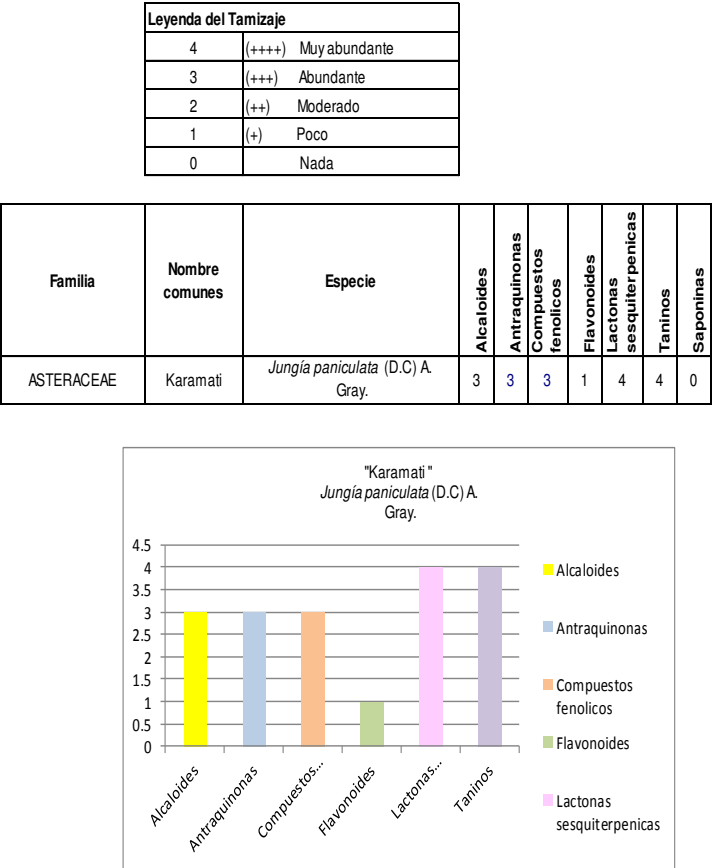 Leyenda del Tamizaje
4 (++++) Muy abundante
3 (+++) Abundante
2 (++) Moderado
1 (+) Poco
0 Nada
Familia
Nombre
comunes
Especie
Alcaloides
Antraquinonas
Compuestos
fenolicos
Flavonoides
Lactonas
sesquiterpenicas
Taninos
Saponinas
ASTERACEAE
Karamati
Jungía paniculata (D.C) A.
Gray.
3 3 3 1 4 4 0
"Karamati "
Jungía paniculata (D.C) A.
Gray.
4.5
4
3.5
3
2.5
2
1.5
1
0.5
0
Alcaloides
Antraquinonas
Compuestos...
Flavonoides
Lactonas...
Taninos
Alcaloides
Antraquinonas
Compuestos
fenolicos
Flavonoides
Lactonas
sesquiterpenicas